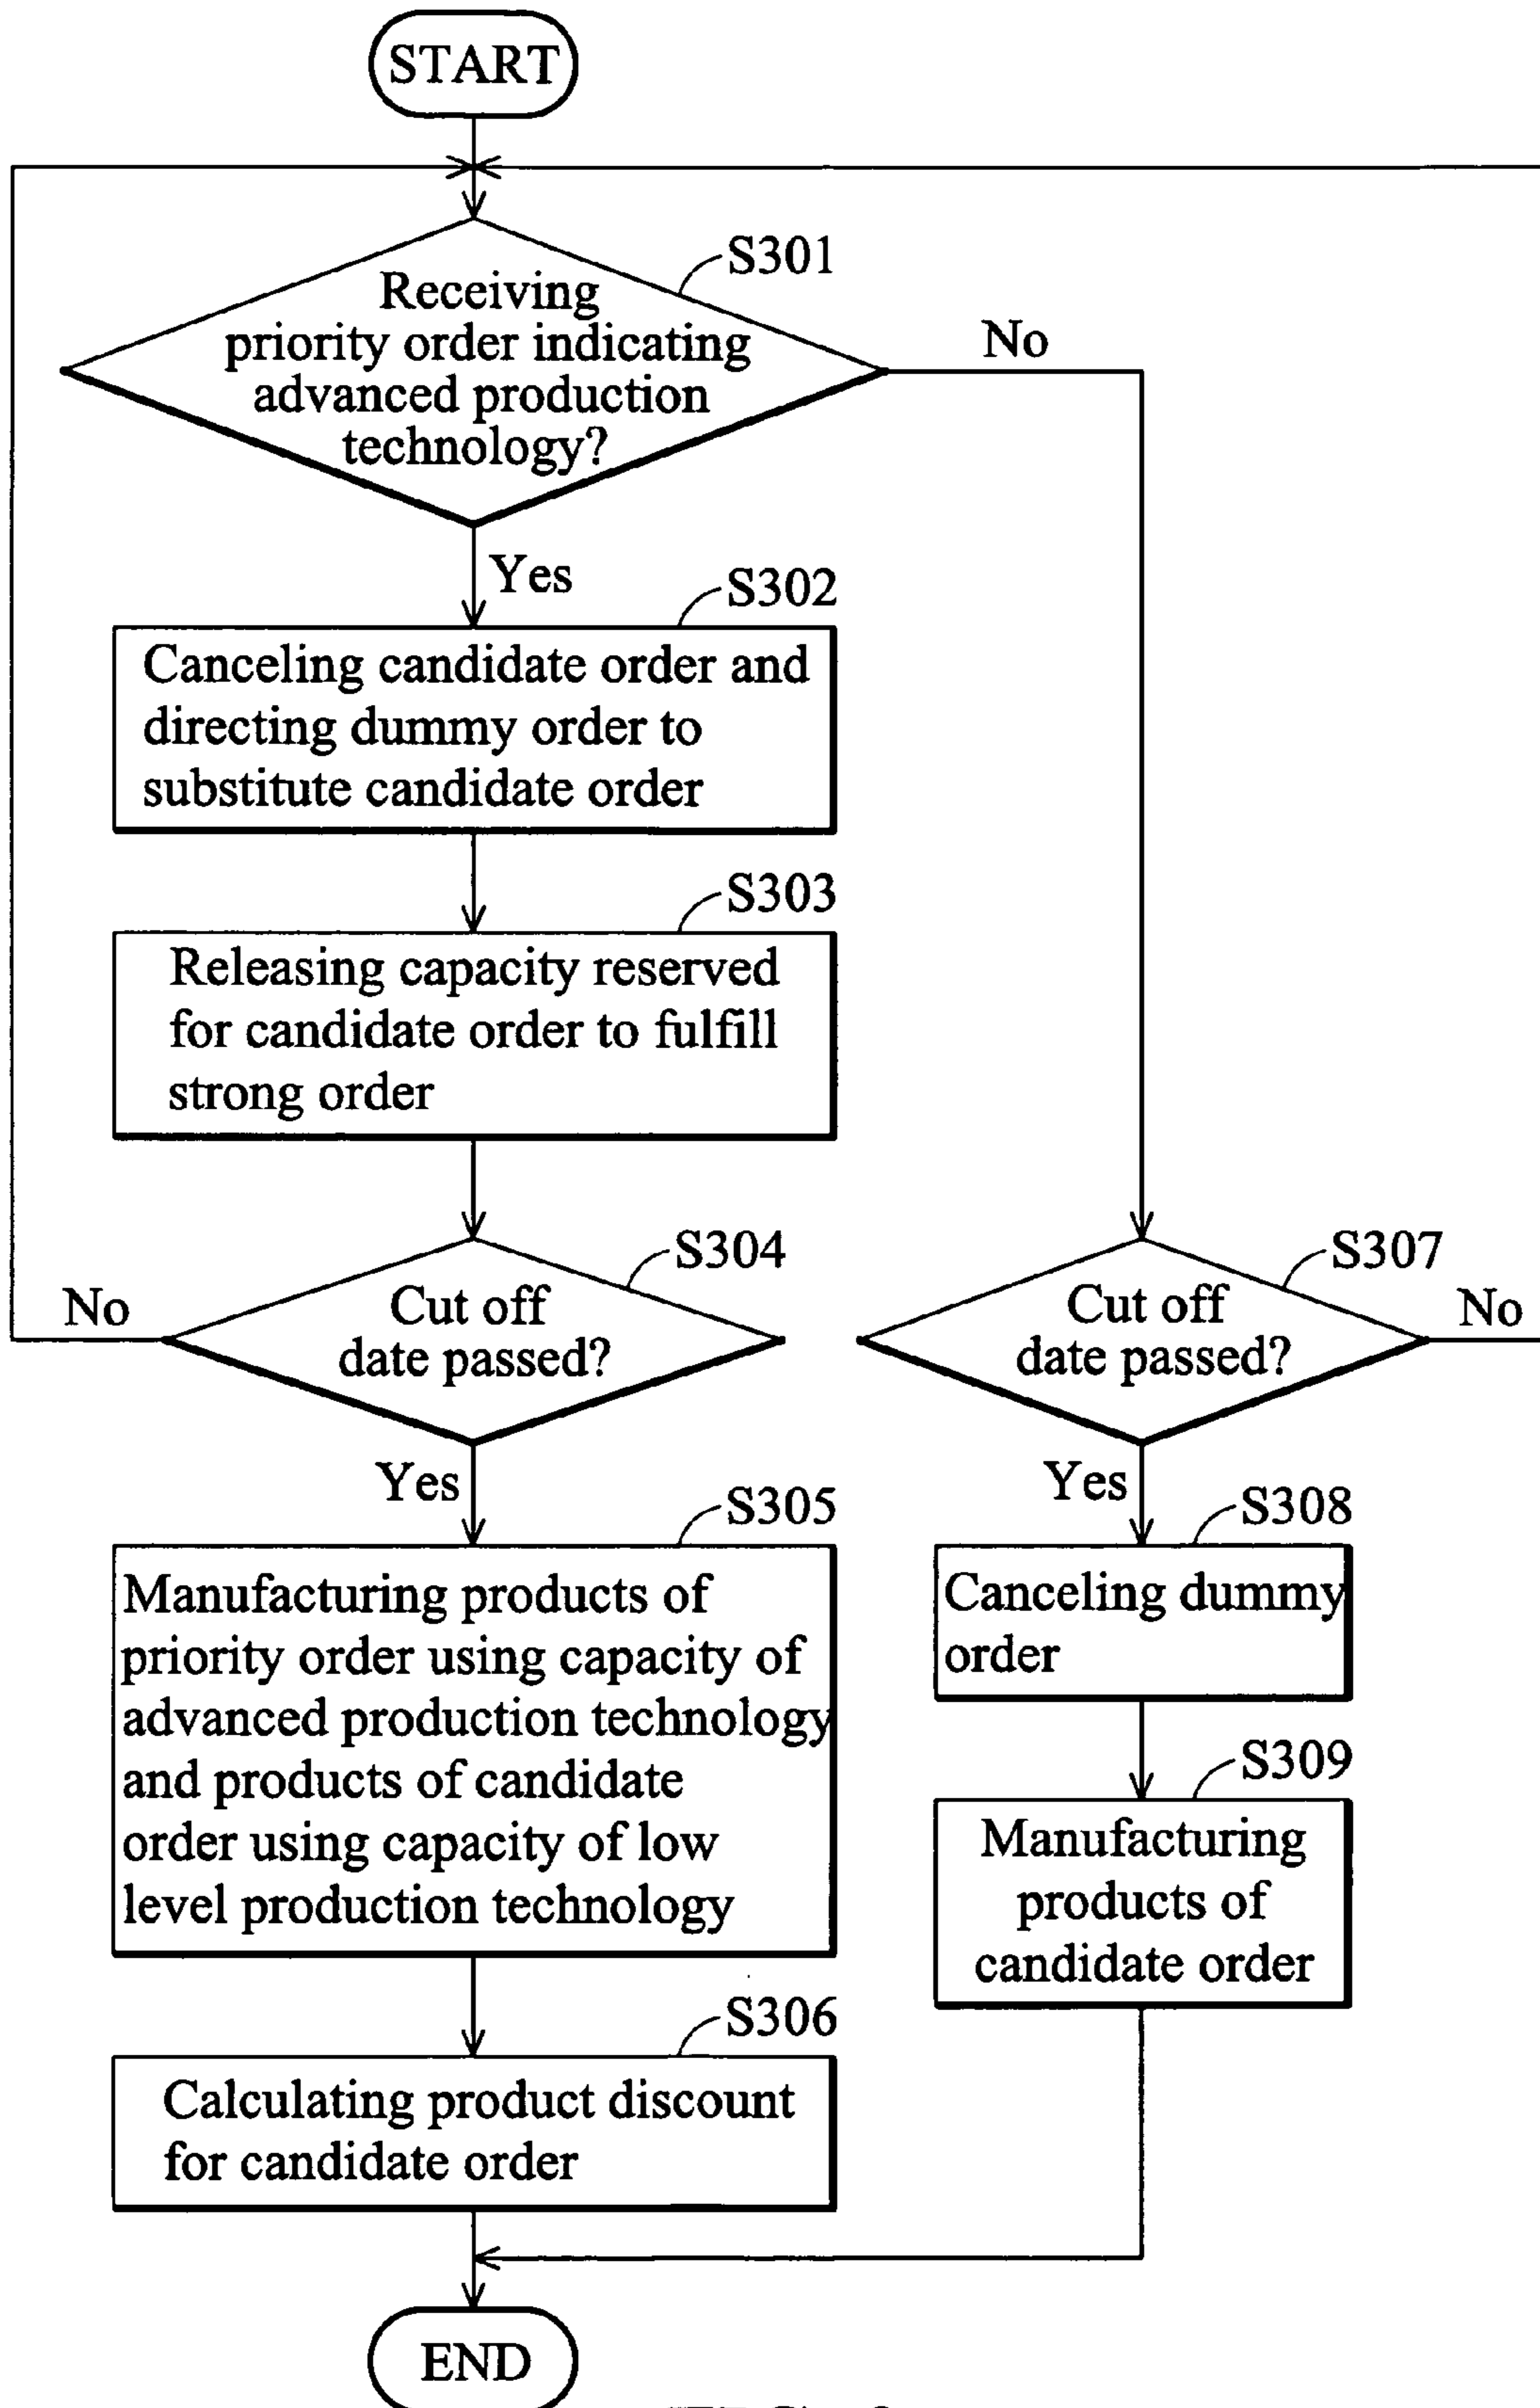 START
S301
Receiving
priority order indicating
advanced production
technology?
No
Yes
S302
Canceling candidate order and
directing dummy order to
substitute candidate order
S303
Releasing capacity reserved
for candidate order to fulfill
strong order
S304
Cut off
date passed?
No
Yes
S307
Cut off
date passed?
No
Yes
S305
Manufacturing products of
priority order using capacity of
advanced production technology
and products of candidate
order using capacity of low
level production technology
S308
Canceling dummy
order
S309
Manufacturing
products of
candidate order
S306
Calculating product discount
for candidate order
END